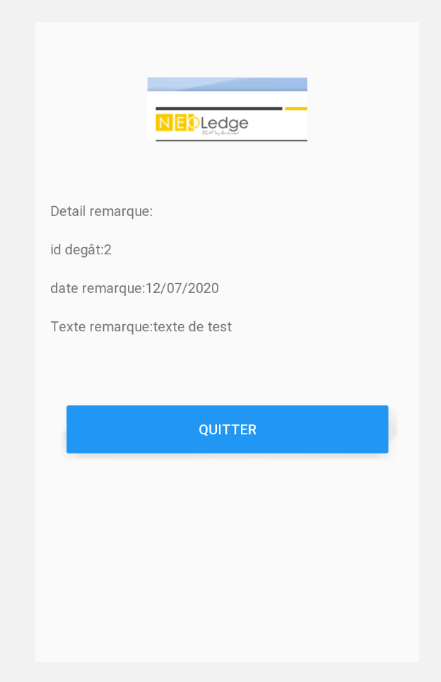 NEOLedge
Detail remarque:
id degât:2
date remarque:12/07/2020
Texte remarque:texte de test
QUITTER